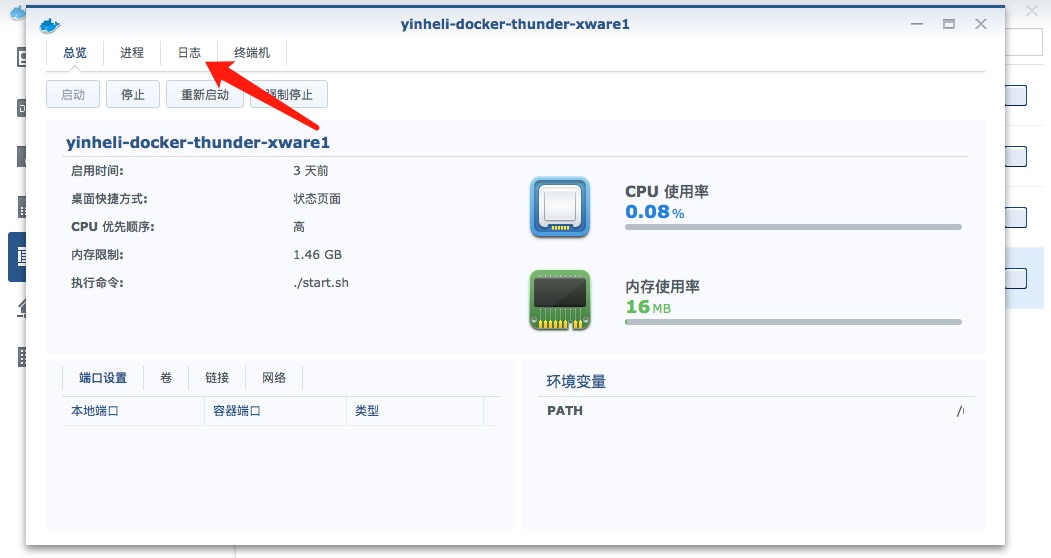 yinheli-docker-thunder-xware1
总览 进程 日志 终端机
启动 停止 重新启动 强制停止
yinheli-docker-thunder-xware1
启用时间: 3 天前
桌面快捷方式: 状态页面
CPU 优先顺序: 高
内存限制: 1.46 GB
执行命令: ./start.sh
CPU 使用率
0.08 %
内存使用率
16 MB
端口设置 卷 链接 网络
本地端口 容器端口 类型
环境变量
PATH